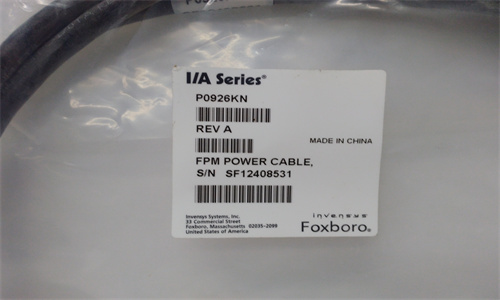 I/A Series®
P0926KN
REV A
MADE IN CHINA
FPM POWER CABLE,
S/N SF12408531
Invensys Systems, Inc.
33 Commercial Street
Foxboro, Massachusetts 02035-2099
United States of America
invensys
Foxboro®